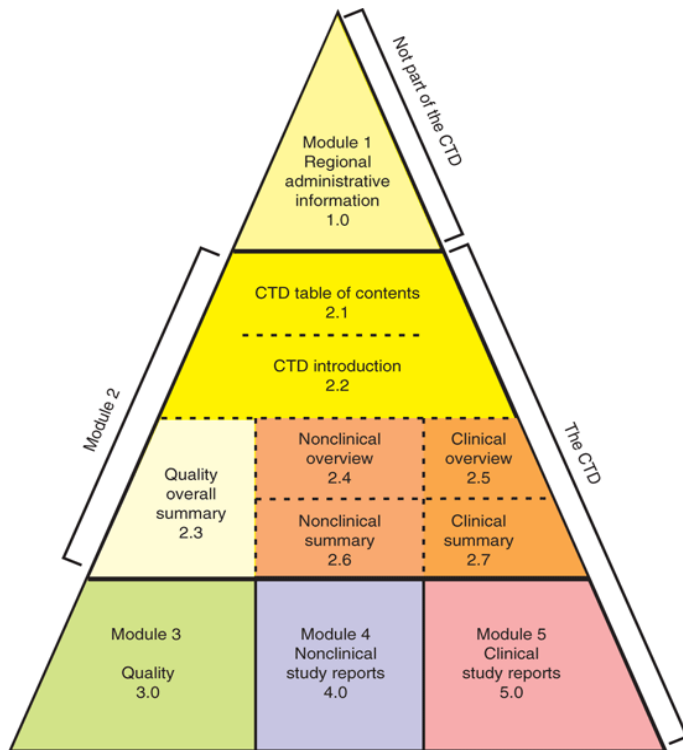 Not part of the CTD
Module 1
Regional
administrative
information
1.0
CTD table of contents
2.1
CTD introduction
2.2
Module 2
The CTD
Quality
overall
summary
2.3
Nonclinical
overview
2.4
Clinical
overview
2.5
Nonclinical
summary
2.6
Clinical
summary
2.7
Module 3
Quality
3.0
Module 4
Nonclinical
study reports
4.0
Module 5
Clinical
study reports
5.0